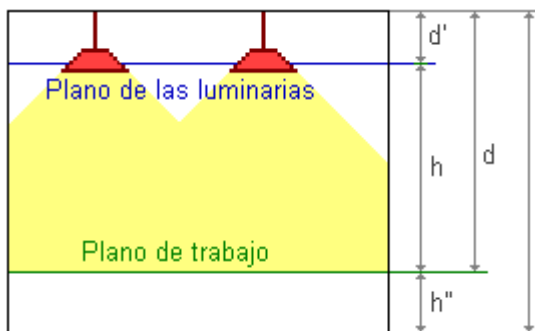 d'
Plano de las luminarias
h
d
Plano de trabajo
h"